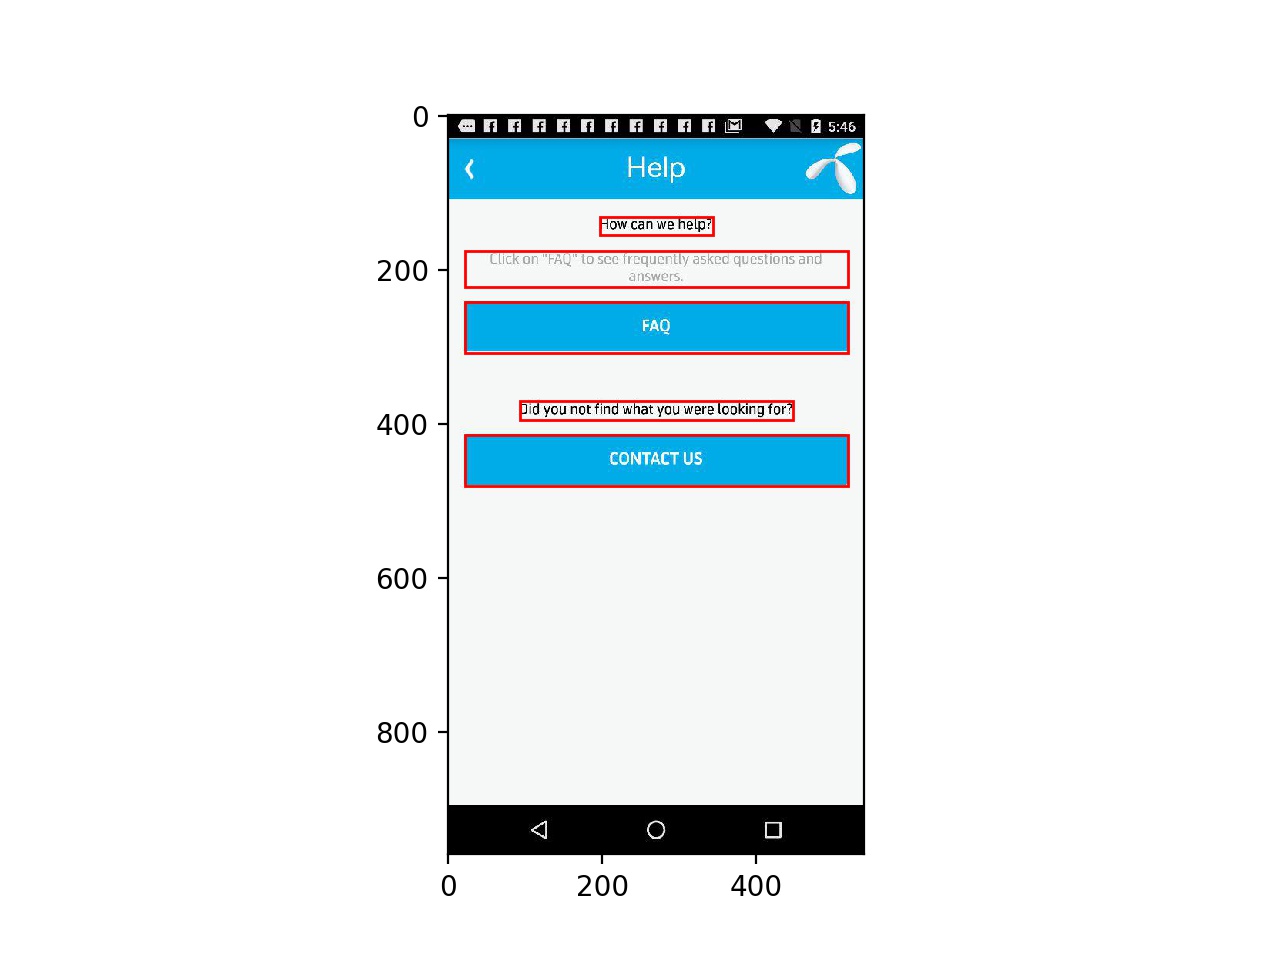 0
5:46
Help
How can we help?
200
Click on "FAQ" to see frequently asked questions and
answers.
FAQ
400
Did you not find what you were looking for?
CONTACT US
600
800
0
200
400